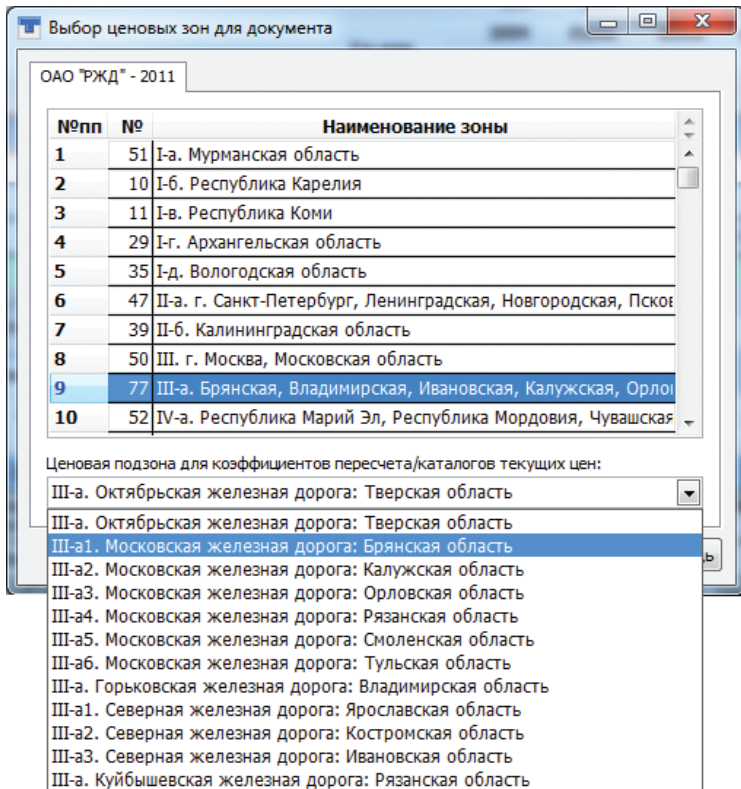 Выбор ценовых зон для документа
ОАО "РЖД" - 2011
№пп № Наименование зоны
1 51 I-а. Мурманская область
2 10 I-б. Республика Карелия
3 11 I-в. Республика Коми
4 29 I-г. Архангельская область
5 35 I-д. Вологодская область
6 47 II-а. г. Санкт-Петербург, Ленинградская, Новгородская, Псков
7 39 II-б. Калининградская область
8 50 III. г. Москва, Московская область
9 77 III-а. Брянская, Владимирская, Ивановская, Калужская, Орлов
10 52 IV-а. Республика Марий Эл, Республика Мордовия, Чувашская
Ценовая подзона для коэффициентов пересчета/каталогов текущих цен:
III-а. Октябрьская железная дорога: Тверская область
III-а. Октябрьская железная дорога: Тверская область
III-а1. Московская железная дорога: Брянская область
III-а2. Московская железная дорога: Калужская область
III-а3. Московская железная дорога: Орловская область
III-а4. Московская железная дорога: Рязанская область
III-а5. Московская железная дорога: Смоленская область
III-а6. Московская железная дорога: Тульская область
III-а. Горьковская железная дорога: Владимирская область
III-а1. Северная железная дорога: Ярославская область
III-а2. Северная железная дорога: Костромская область
III-а3. Северная железная дорога: Ивановская область
III-а. Куйбышевская железная дорога: Рязанская область